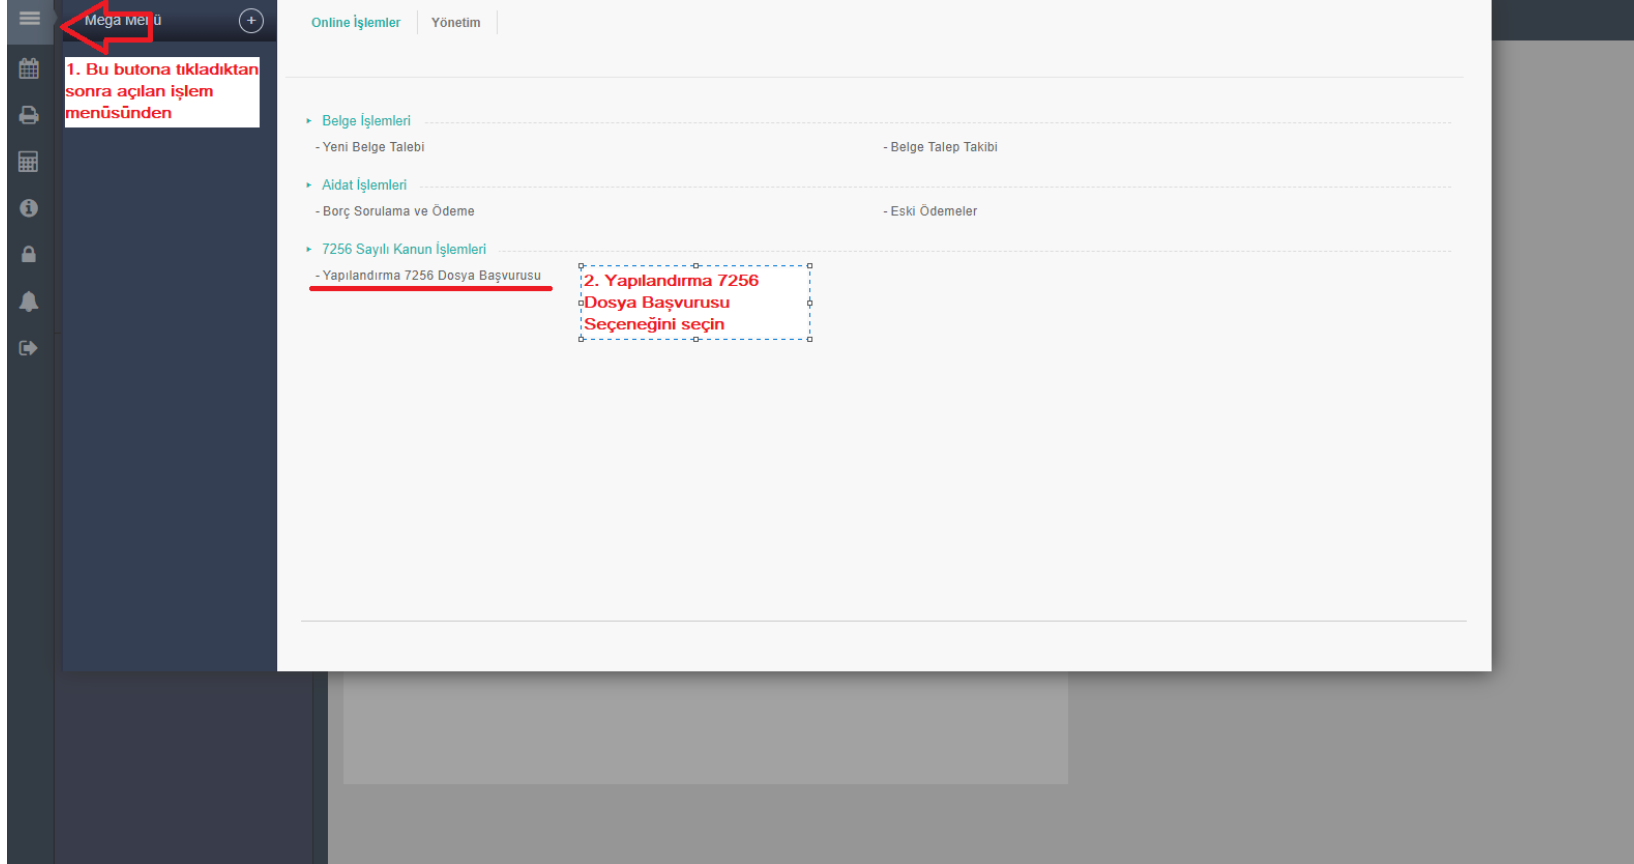 Mega Menü
Online İşlemler
Yönetim
1. Bu butona tıkladıktan
sonra açılan işlem
menüsünden
Belge İşlemleri
- Yeni Belge Talebi
- Belge Talep Takibi
Aidat İşlemleri
- Borç Sorulama ve Ödeme
- Eski Ödemeler
7256 Sayılı Kanun İşlemleri
- Yapılandırma 7256 Dosya Başvurusu
2. Yapılandırma 7256
Dosya Başvurusu
Seçeneğini seçin